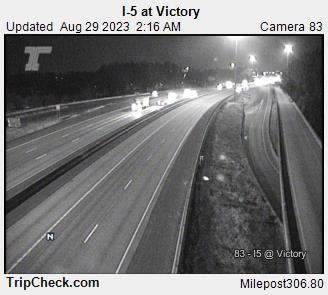 I-5 at Victory
Updated Aug 29 2023 2:16 AM Camera 83
T
N
83 - I5 @ Victory
TripCheck.com Milepost306.80